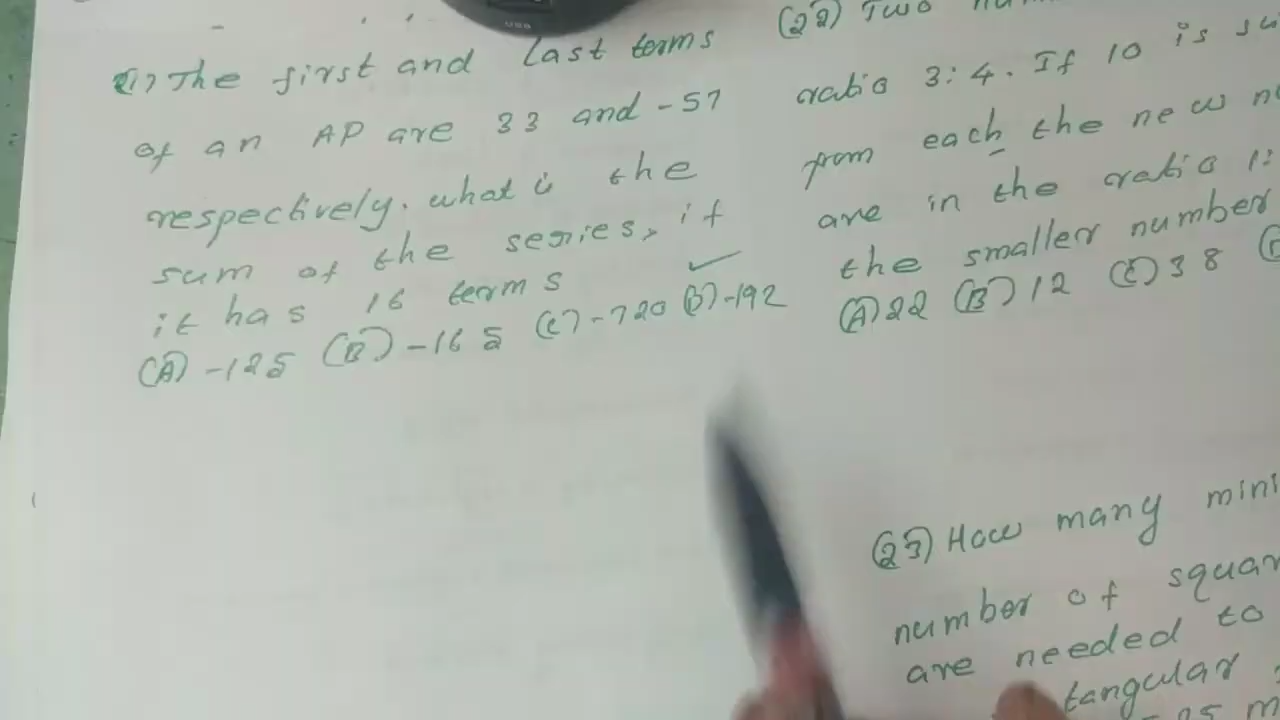 (21) The first and last terms
of an AP are 33 and -57
respectively. what is the
sum of the series, if
it has 16 terms
(A) -125 (B) -165 (C) -720 (D) -192
(22) Two
ratio 3:4. If 10 is
from each the new
are in the ratio 1:
the smaller number
(A) 22 (B) 12 (C) 38
(23) How many
number of
are needed to